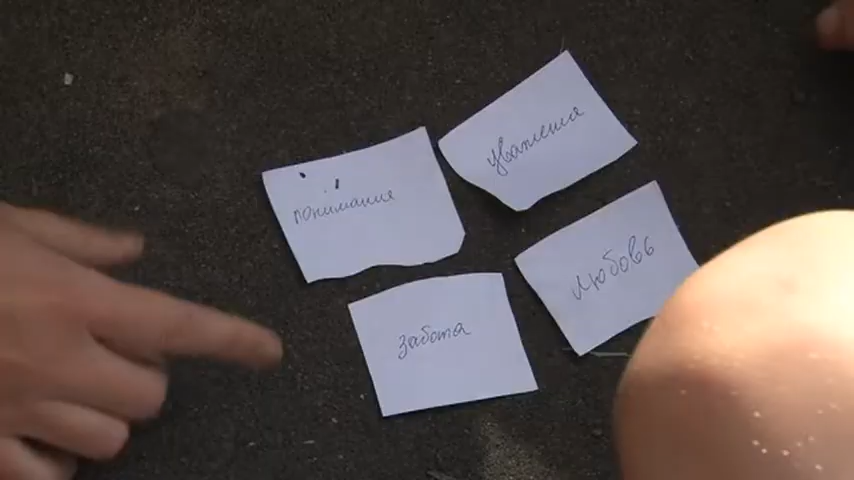 понимание
уважение
любовь
забота